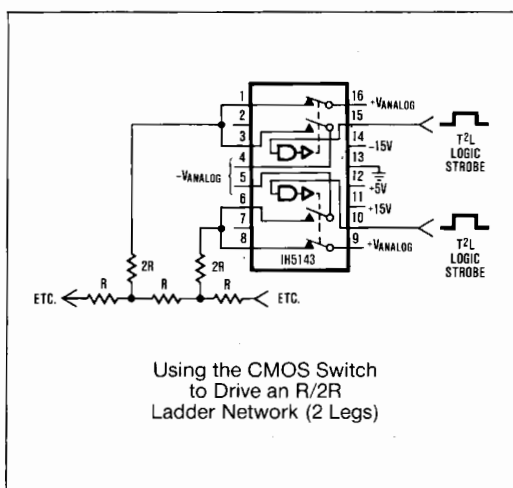 1
2
3
4
5
6
7
8
16
15
14
13
12
11
10
9
+VANALOG
-15V
+5V
+15V
+VANALOG
-VANALOG
T²L
LOGIC
STROBE
T²L
LOGIC
STROBE
IH5143
2R
2R
ETC.
R
R
R
ETC.
Using the CMOS Switch
to Drive an R/2R
Ladder Network (2 Legs)